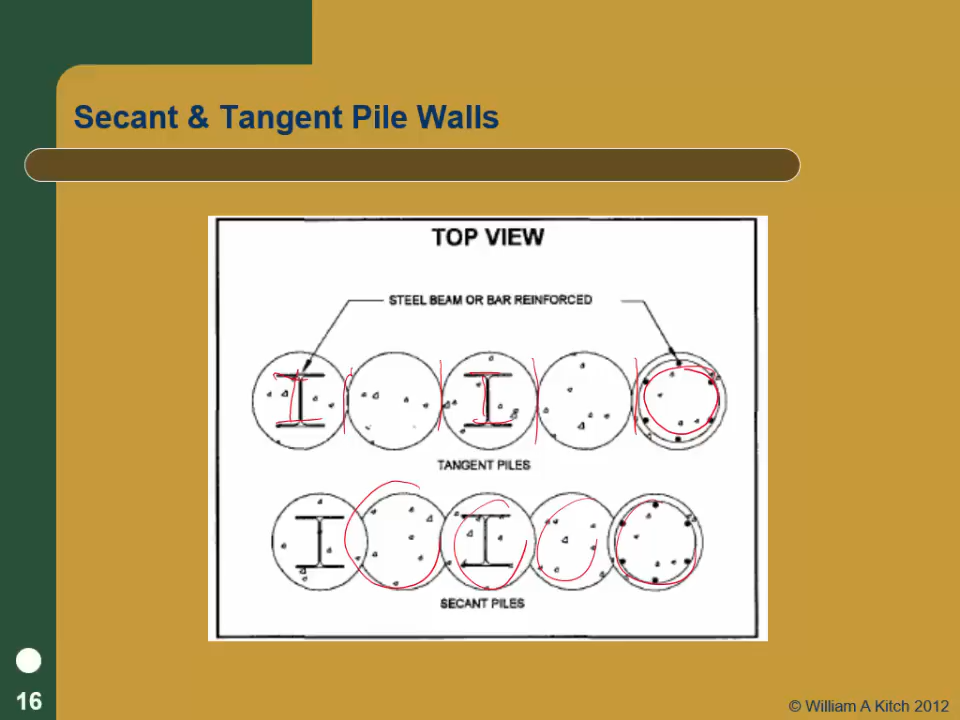 Secant & Tangent Pile Walls
TOP VIEW
STEEL BEAM OR BAR REINFORCED
TANGENT PILES
SECANT PILES
16
© William A Kitch 2012